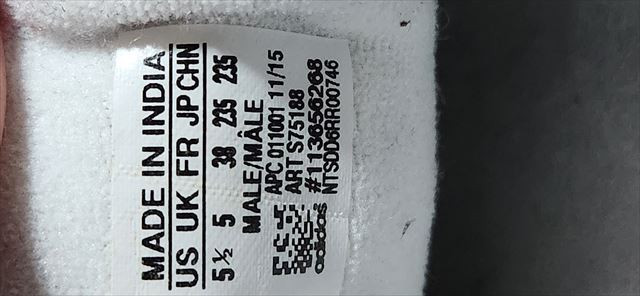 MADE IN INDIA
US UK FR JP CHN
5½ 5 38 235 235
MALE/MÂLE
APC 011001 11/15
ART S75188
#113656268
adidas NTSDD6RR00746